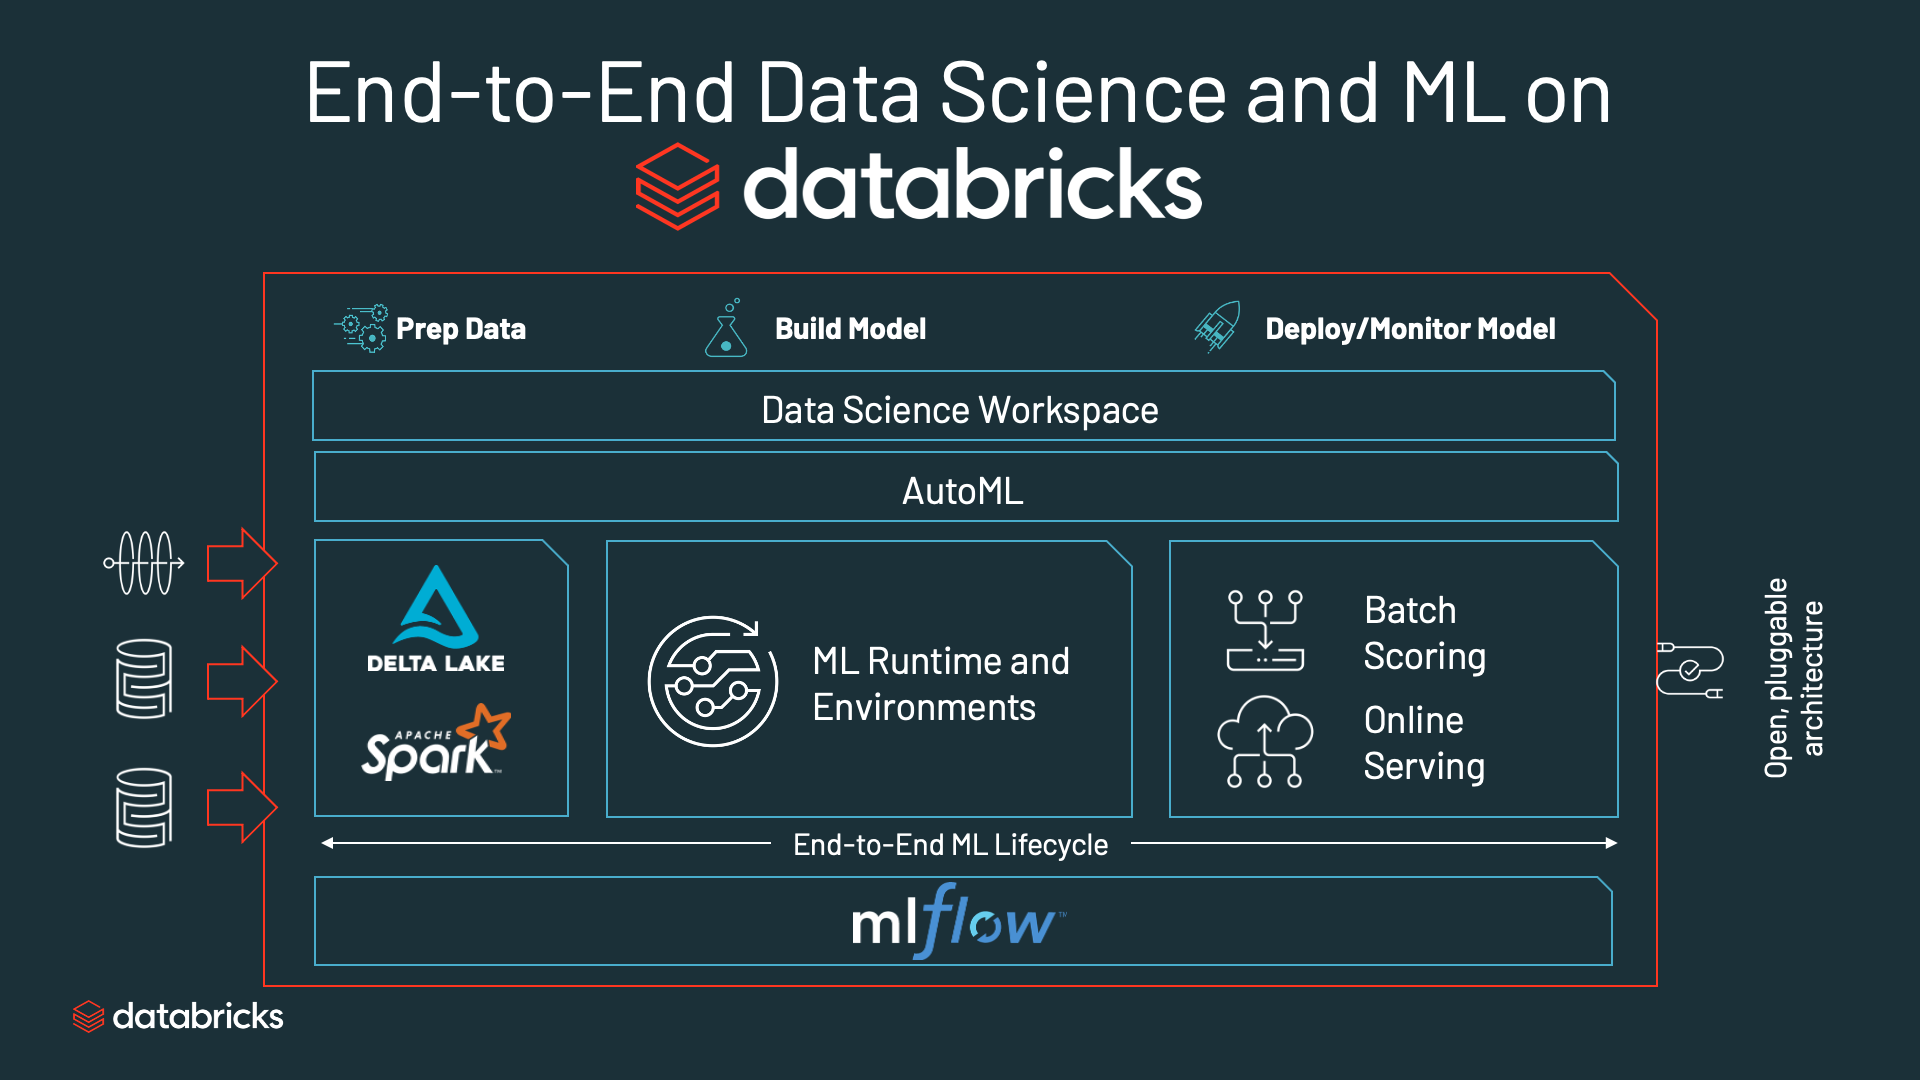 End-to-End Data Science and ML on
databricks
Prep Data
Build Model
Deploy/Monitor Model
Data Science Workspace
AutoML
DELTA LAKE
APACHE
Spark™
ML Runtime and
Environments
Batch
Scoring
Online
Serving
Open, pluggable
architecture
End-to-End ML Lifecycle
mlflow™
databricks